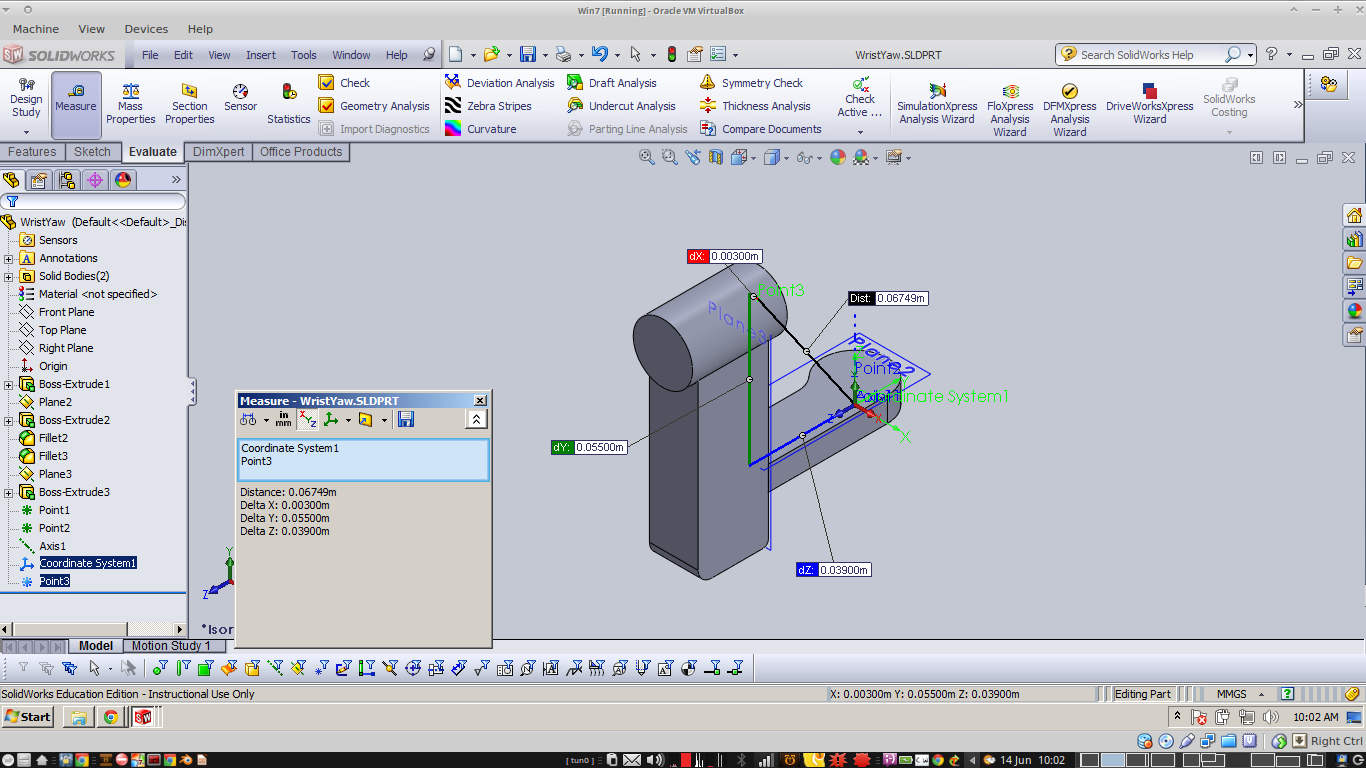 Win7 [Running] - Oracle VM VirtualBox
Machine View Devices Help
SOLIDWORKS File Edit View Insert Tools Window Help WristYaw.SLDPRT Search SolidWorks Help
Design Study
Measure
Mass Properties
Section Properties
Sensor
Statistics
Check
Geometry Analysis
Import Diagnostics
Deviation Analysis
Zebra Stripes
Curvature
Draft Analysis
Undercut Analysis
Parting Line Analysis
Symmetry Check
Thickness Analysis
Compare Documents
Check Active ...
SimulationXpress Analysis Wizard
FloXpress Analysis Wizard
DFMXpress Analysis Wizard
DriveWorksXpress Wizard
SolidWorks Costing
Features Sketch Evaluate DimXpert Office Products
WristYaw (Default<<Default>_Di
Sensors
Annotations
Solid Bodies(2)
Material <not specified>
Front Plane
Top Plane
Right Plane
Origin
Boss-Extrude1
Plane2
Boss-Extrude2
Fillet2
Fillet3
Plane3
Boss-Extrude3
Point1
Point2
Axis1
Coordinate System1
Point3
dX: 0.00300m
Point3
Dist: 0.06749m
Plane3
Plane2
Point2
Coordinate System1
Z
X
X
dY: 0.05500m
dZ: 0.03900m
Y
Z
*Isor
Measure - WristYaw.SLDPRT
in
mm
XYZ
Coordinate System1
Point3
Distance: 0.06749m
Delta X: 0.00300m
Delta Y: 0.05500m
Delta Z: 0.03900m
Model Motion Study 1
SolidWorks Education Edition - Instructional Use Only X: 0.00300m Y: 0.05500m Z: 0.03900m Editing Part MMGS
Start 10:02 AM
Right Ctrl
[ tun0 ] 14 Jun 10:02